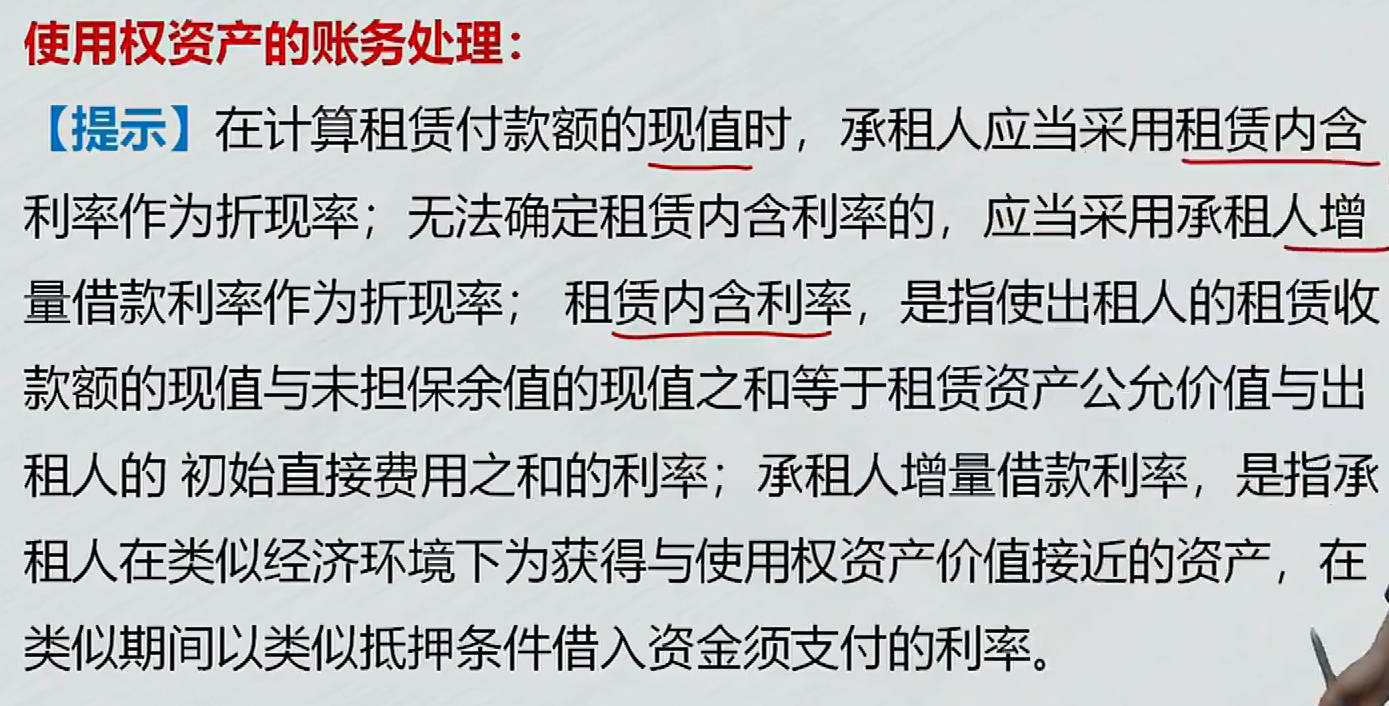 使用权资产的账务处理：
【提示】在计算租赁付款额的现值时，承租人应当采用租赁内含
利率作为折现率；无法确定租赁内含利率的，应当采用承租人增
量借款利率作为折现率； 租赁内含利率，是指使出租人的租赁收
款额的现值与未担保余值的现值之和等于租赁资产公允价值与出
租人的 初始直接费用之和的利率；承租人增量借款利率，是指承
租人在类似经济环境下为获得与使用权资产价值接近的资产，在
类似期间以类似抵押条件借入资金须支付的利率。